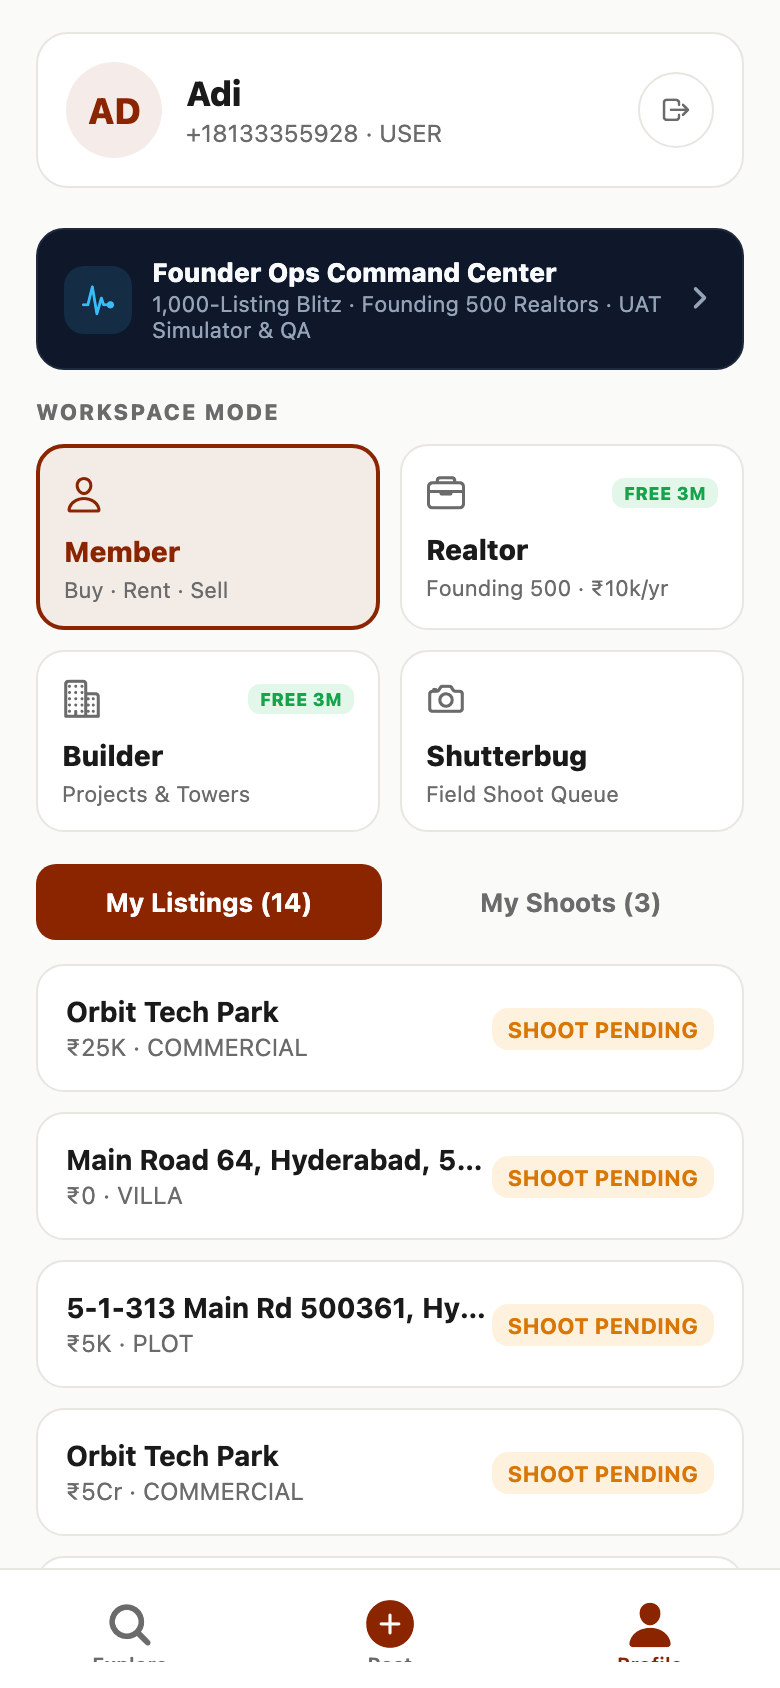 AD
Adi
+18133355928 · USER
Founder Ops Command Center
1,000-Listing Blitz · Founding 500 Realtors · UAT
Simulator & QA
WORKSPACE MODE
Member
Buy · Rent · Sell
FREE 3M
Realtor
Founding 500 · ₹10k/yr
FREE 3M
Builder
Projects & Towers
Shutterbug
Field Shoot Queue
My Listings (14)
My Shoots (3)
Orbit Tech Park
₹25K · COMMERCIAL
SHOOT PENDING
Main Road 64, Hyderabad, 5...
₹0 · VILLA
SHOOT PENDING
5-1-313 Main Rd 500361, Hy...
₹5K · PLOT
SHOOT PENDING
Orbit Tech Park
₹5Cr · COMMERCIAL
SHOOT PENDING
Explore
Post
Profile